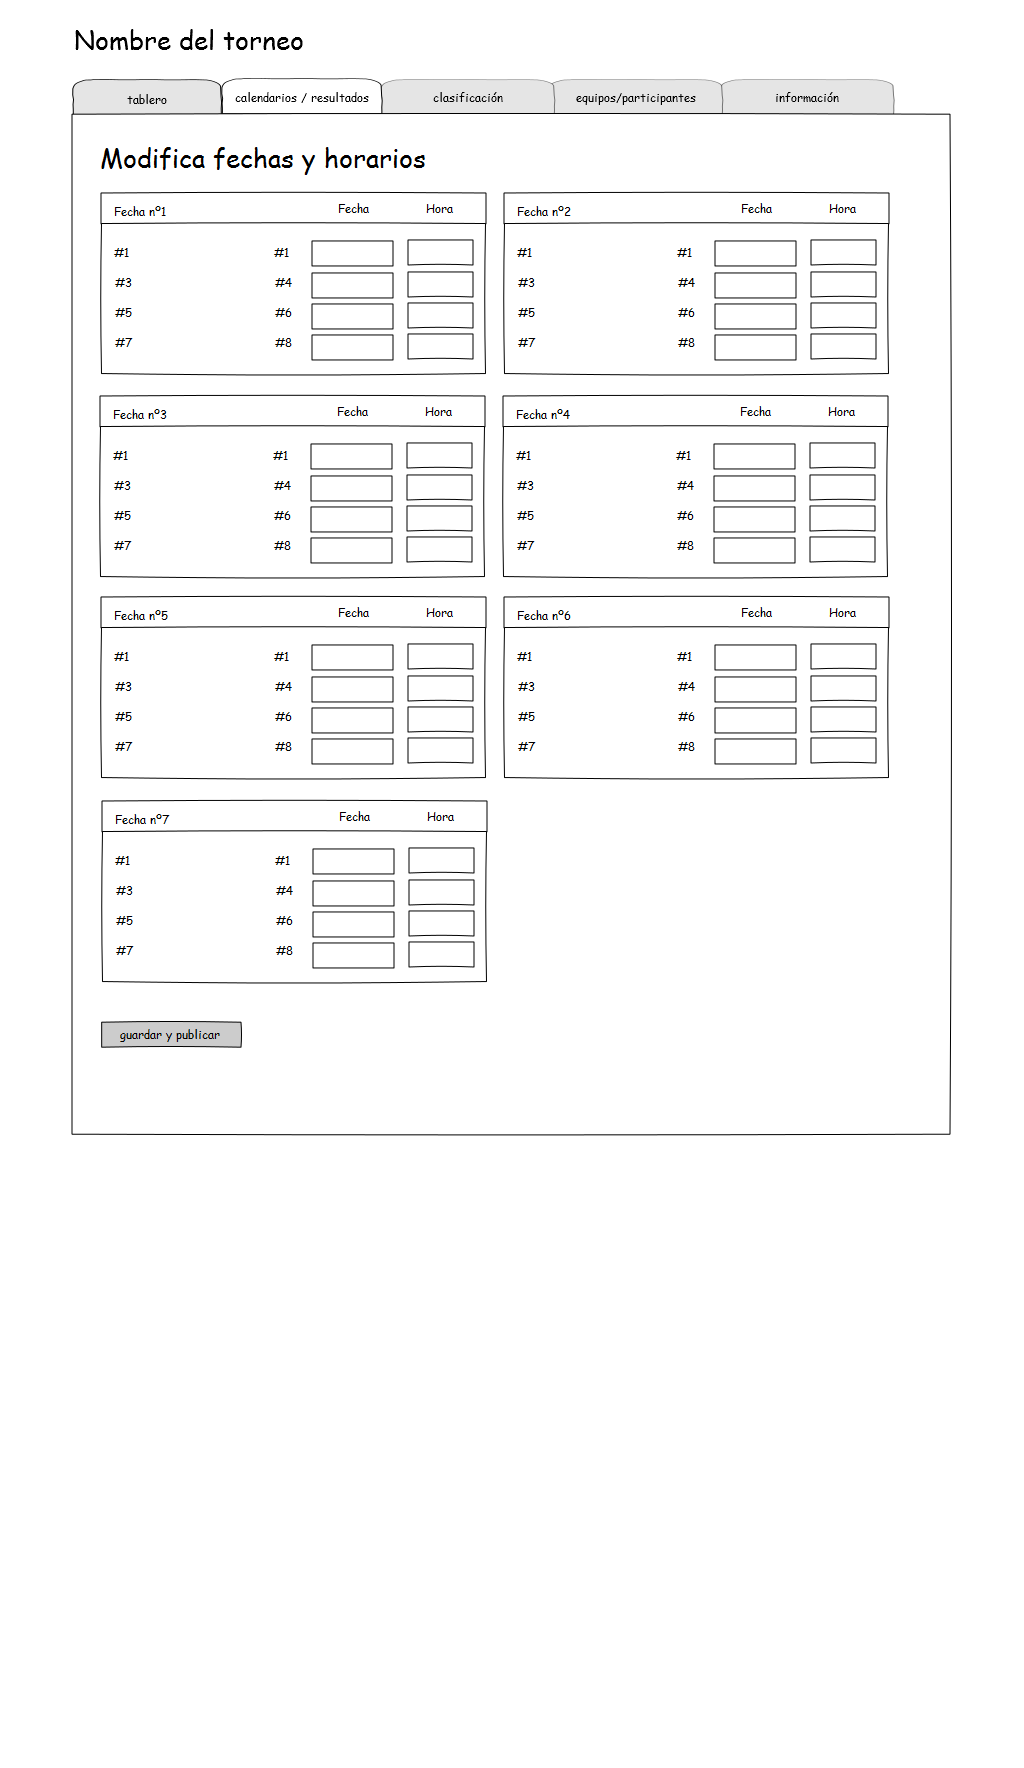 Nombre del torneo
tablero calendarios / resultados clasificación equipos/participantes información
Modifica fechas y horarios
Fecha nº1 Fecha Hora
#1 #1
#3 #4
#5 #6
#7 #8
Fecha nº2 Fecha Hora
#1 #1
#3 #4
#5 #6
#7 #8
Fecha nº3 Fecha Hora
#1 #1
#3 #4
#5 #6
#7 #8
Fecha nº4 Fecha Hora
#1 #1
#3 #4
#5 #6
#7 #8
Fecha nº5 Fecha Hora
#1 #1
#3 #4
#5 #6
#7 #8
Fecha nº6 Fecha Hora
#1 #1
#3 #4
#5 #6
#7 #8
Fecha nº7 Fecha Hora
#1 #1
#3 #4
#5 #6
#7 #8
guardar y publicar